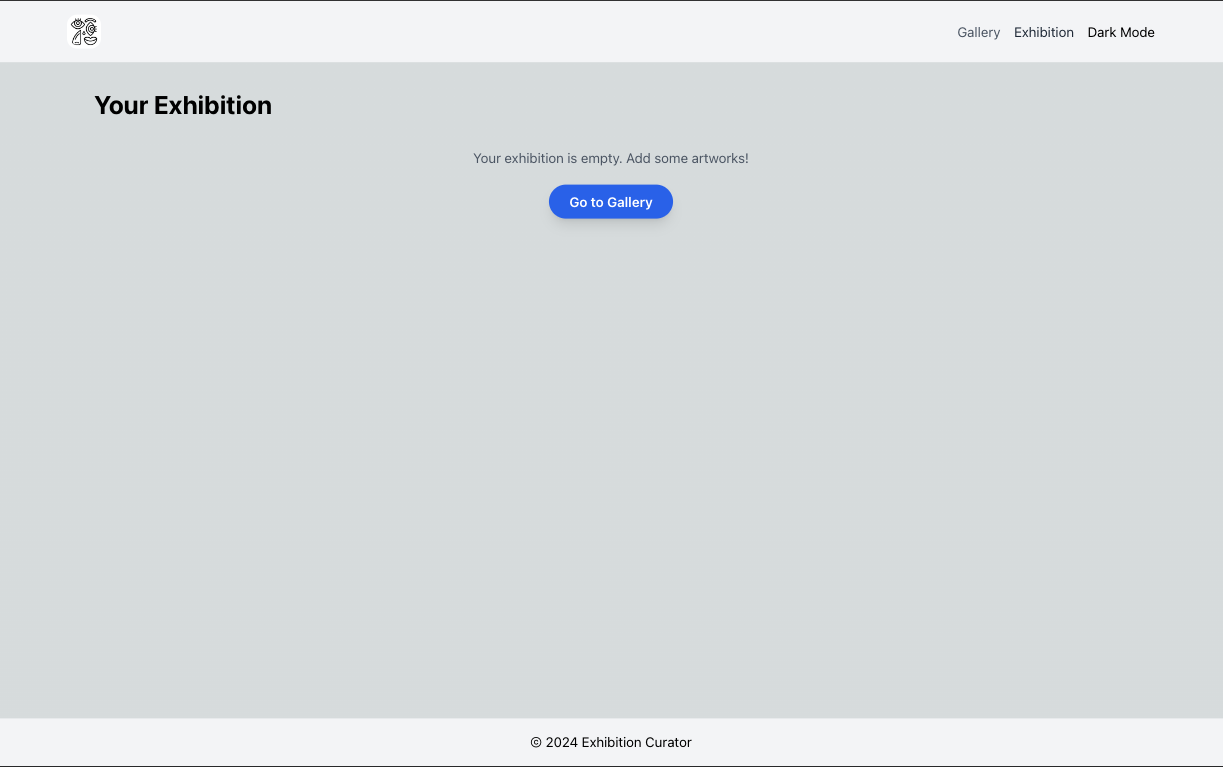 Gallery Exhibition Dark Mode
Your Exhibition
Your exhibition is empty. Add some artworks!
Go to Gallery
© 2024 Exhibition Curator